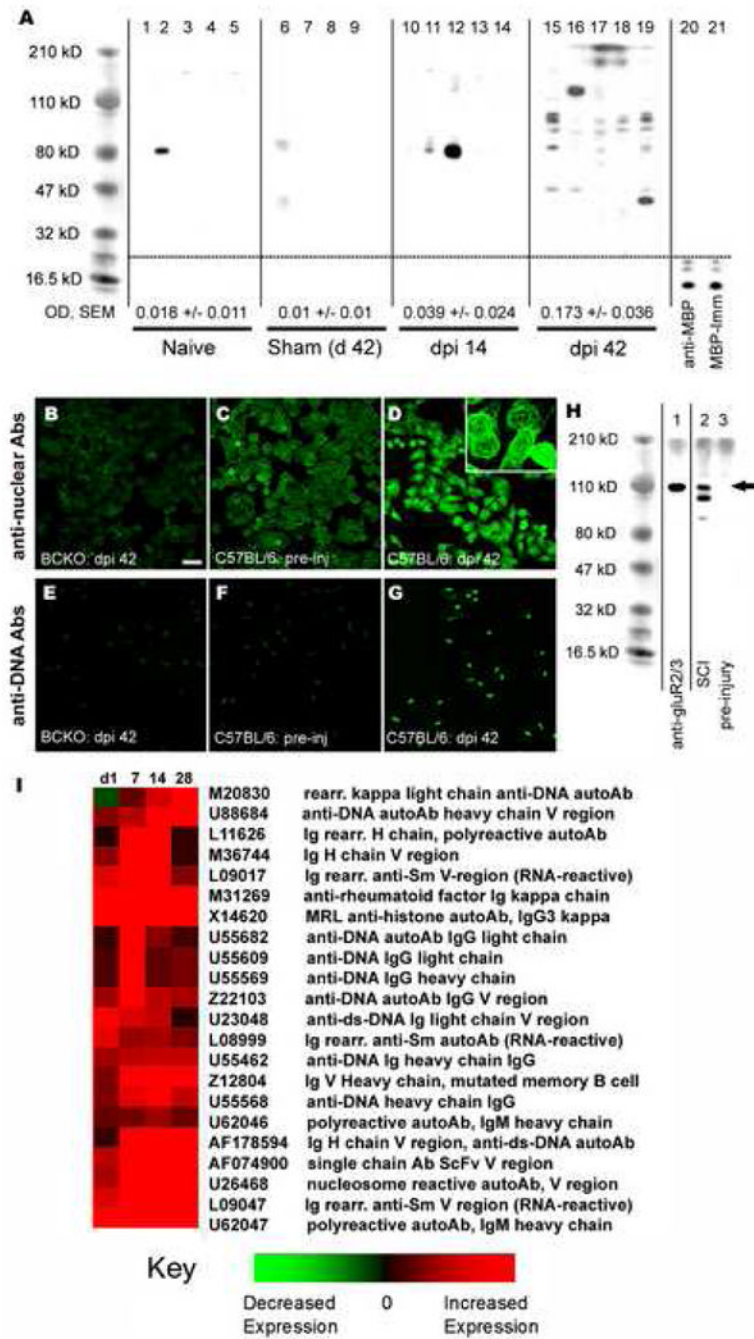 A
1 2 3 4 5 6 7 8 9 10 11 12 13 14 15 16 17 18 19 20 21
210 kD
110 kD
80 kD
47 kD
32 kD
16.5 kD
OD, SEM 0.018 +/- 0.011 0.01 +/- 0.01 0.039 +/- 0.024 0.173 +/- 0.036
Naive Sham (d 42) dpi 14 dpi 42
anti-MBP
MBP-Imm
anti-nuclear Abs
B
BCKO: dpi 42
C
C57BL/6: pre-inj
D
C57BL/6: dpi 42
anti-DNA Abs
E
BCKO: dpi 42
F
C57BL/6: pre-inj
G
C57BL/6: dpi 42
H
1 2 3
210 kD
110 kD
80 kD
47 kD
32 kD
16.5 kD
anti-gluR2/3
SCI
pre-injury
I
d1 7 14 28
M20830 rearr. kappa light chain anti-DNA autoAb
U88684 anti-DNA autoAb heavy chain V region
L11626 Ig rearr. H chain, polyreactive autoAb
M36744 Ig H chain V region
L09017 Ig rearr. anti-Sm V-region (RNA-reactive)
M31269 anti-rheumatoid factor Ig kappa chain
X14620 MRL anti-histone autoAb, IgG3 kappa
U55682 anti-DNA autoAb IgG light chain
U55609 anti-DNA IgG light chain
U55569 anti-DNA IgG heavy chain
Z22103 anti-DNA autoAb IgG V region
U23048 anti-ds-DNA Ig light chain V region
L08999 Ig rearr. anti-Sm autoAb (RNA-reactive)
U55462 anti-DNA Ig heavy chain IgG
Z12804 Ig V Heavy chain, mutated memory B cell
U55568 anti-DNA heavy chain IgG
U62046 polyreactive autoAb, IgM heavy chain
AF178594 Ig H chain V region, anti-ds-DNA autoAb
AF074900 single chain Ab ScFv V region
U26468 nucleosome reactive autoAb, V region
L09047 Ig rearr. anti-Sm V region (RNA-reactive)
U62047 polyreactive autoAb, IgM heavy chain
Key
Decreased 0 Increased
Expression Expression